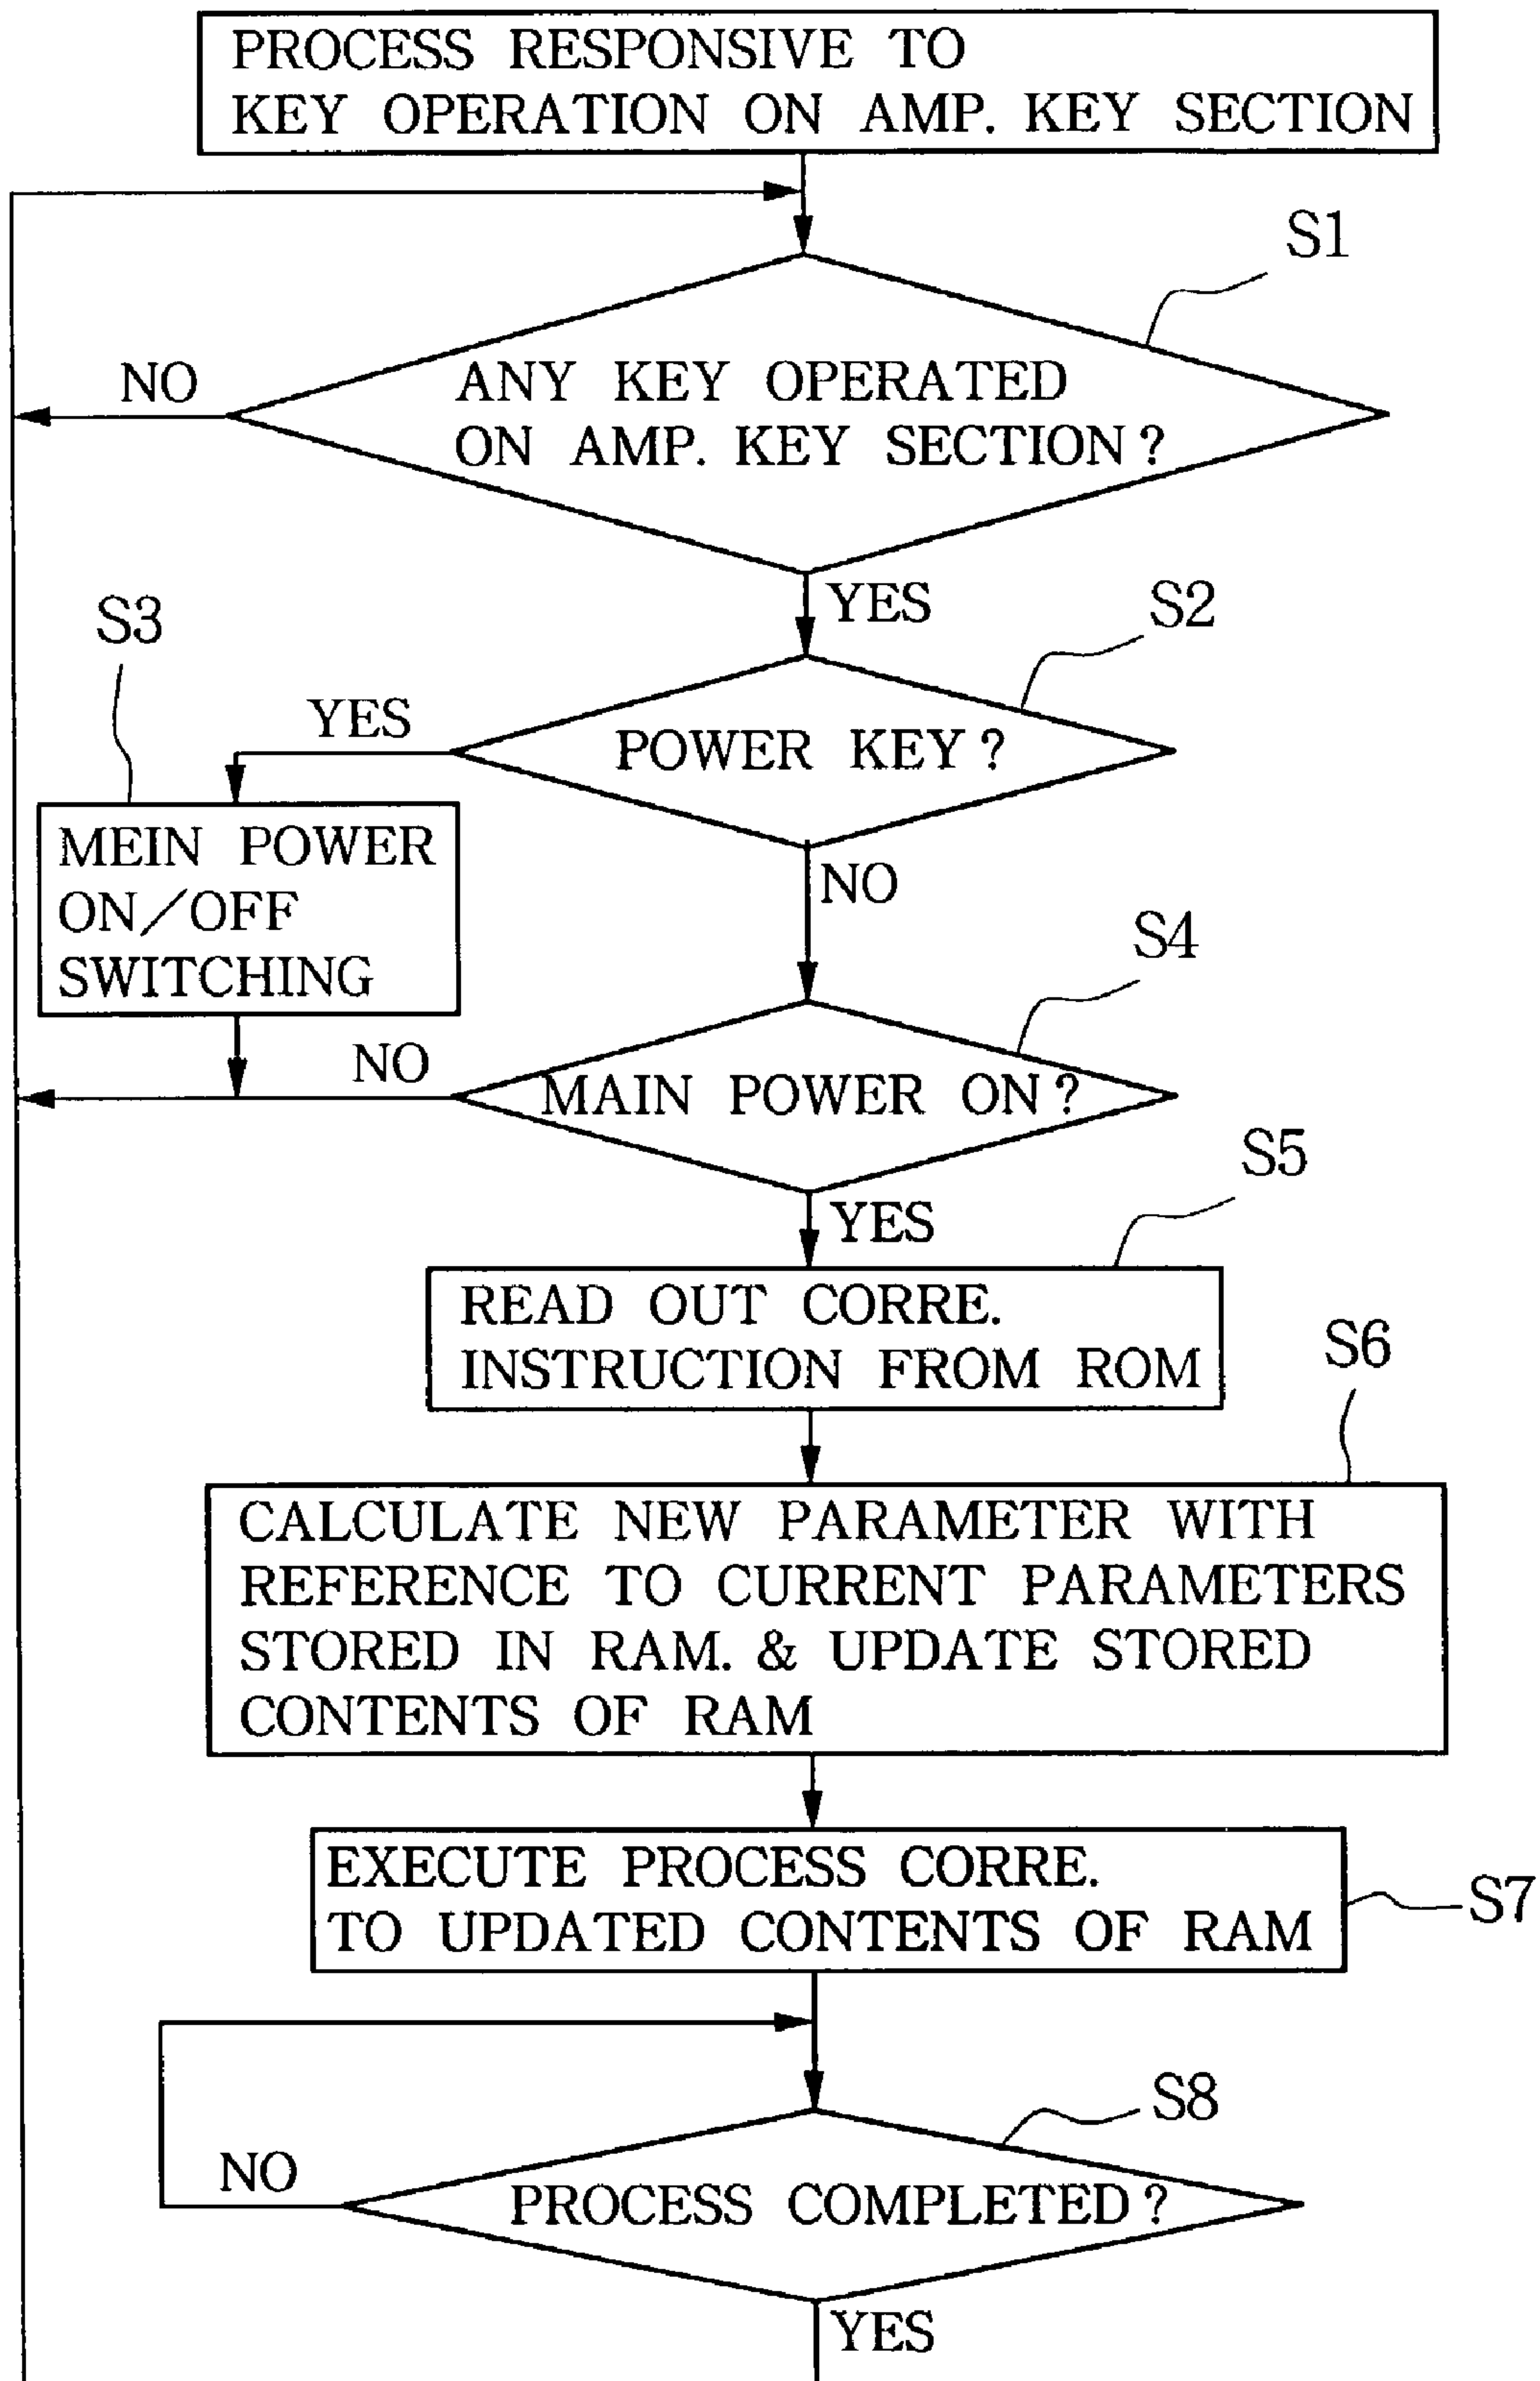 PROCESS RESPONSIVE TO
KEY OPERATION ON AMP. KEY SECTION
S1
NO
ANY KEY OPERATED
ON AMP. KEY SECTION?
YES
S2
S3
YES
POWER KEY?
MEIN POWER
ON/OFF
SWITCHING
NO
S4
NO
MAIN POWER ON?
S5
YES
READ OUT CORRE.
INSTRUCTION FROM ROM
S6
CALCULATE NEW PARAMETER WITH
REFERENCE TO CURRENT PARAMETERS
STORED IN RAM. & UPDATE STORED
CONTENTS OF RAM
EXECUTE PROCESS CORRE.
TO UPDATED CONTENTS OF RAM
S7
S8
NO
PROCESS COMPLETED?
YES